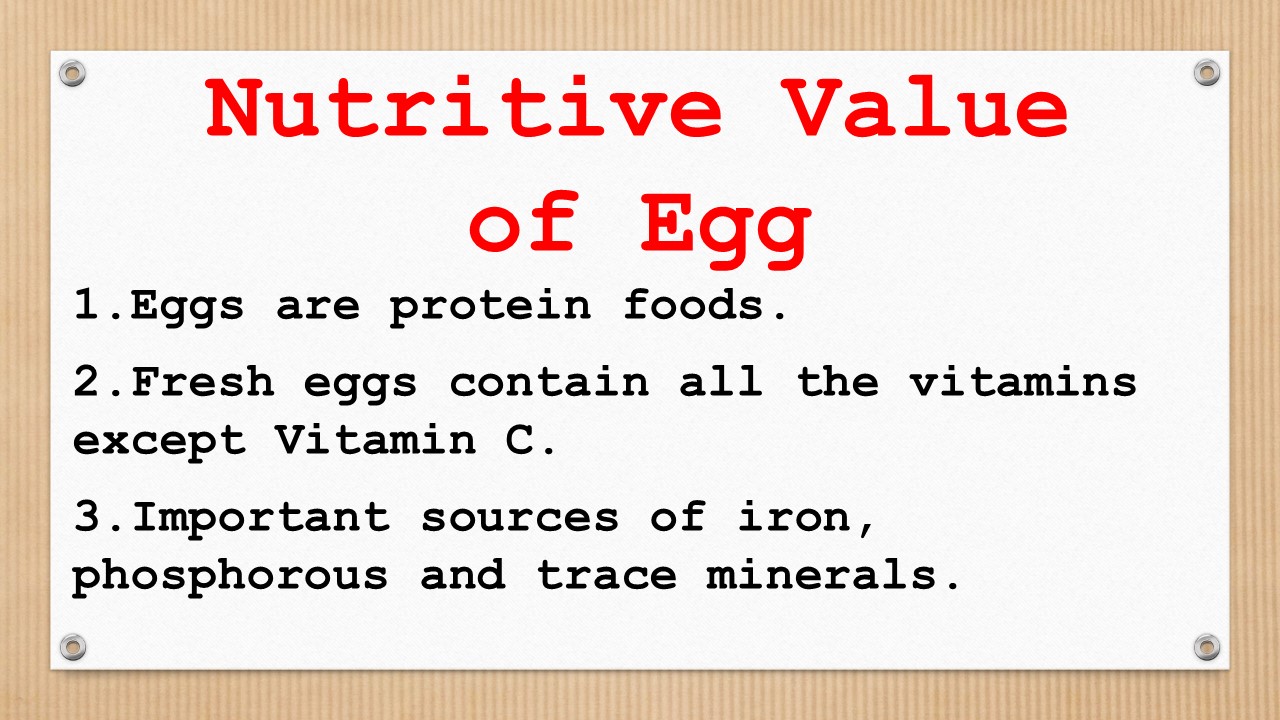 Nutritive Value
of Egg
1.Eggs are protein foods.
2.Fresh eggs contain all the vitamins
except Vitamin C.
3.Important sources of iron,
phosphorous and trace minerals.